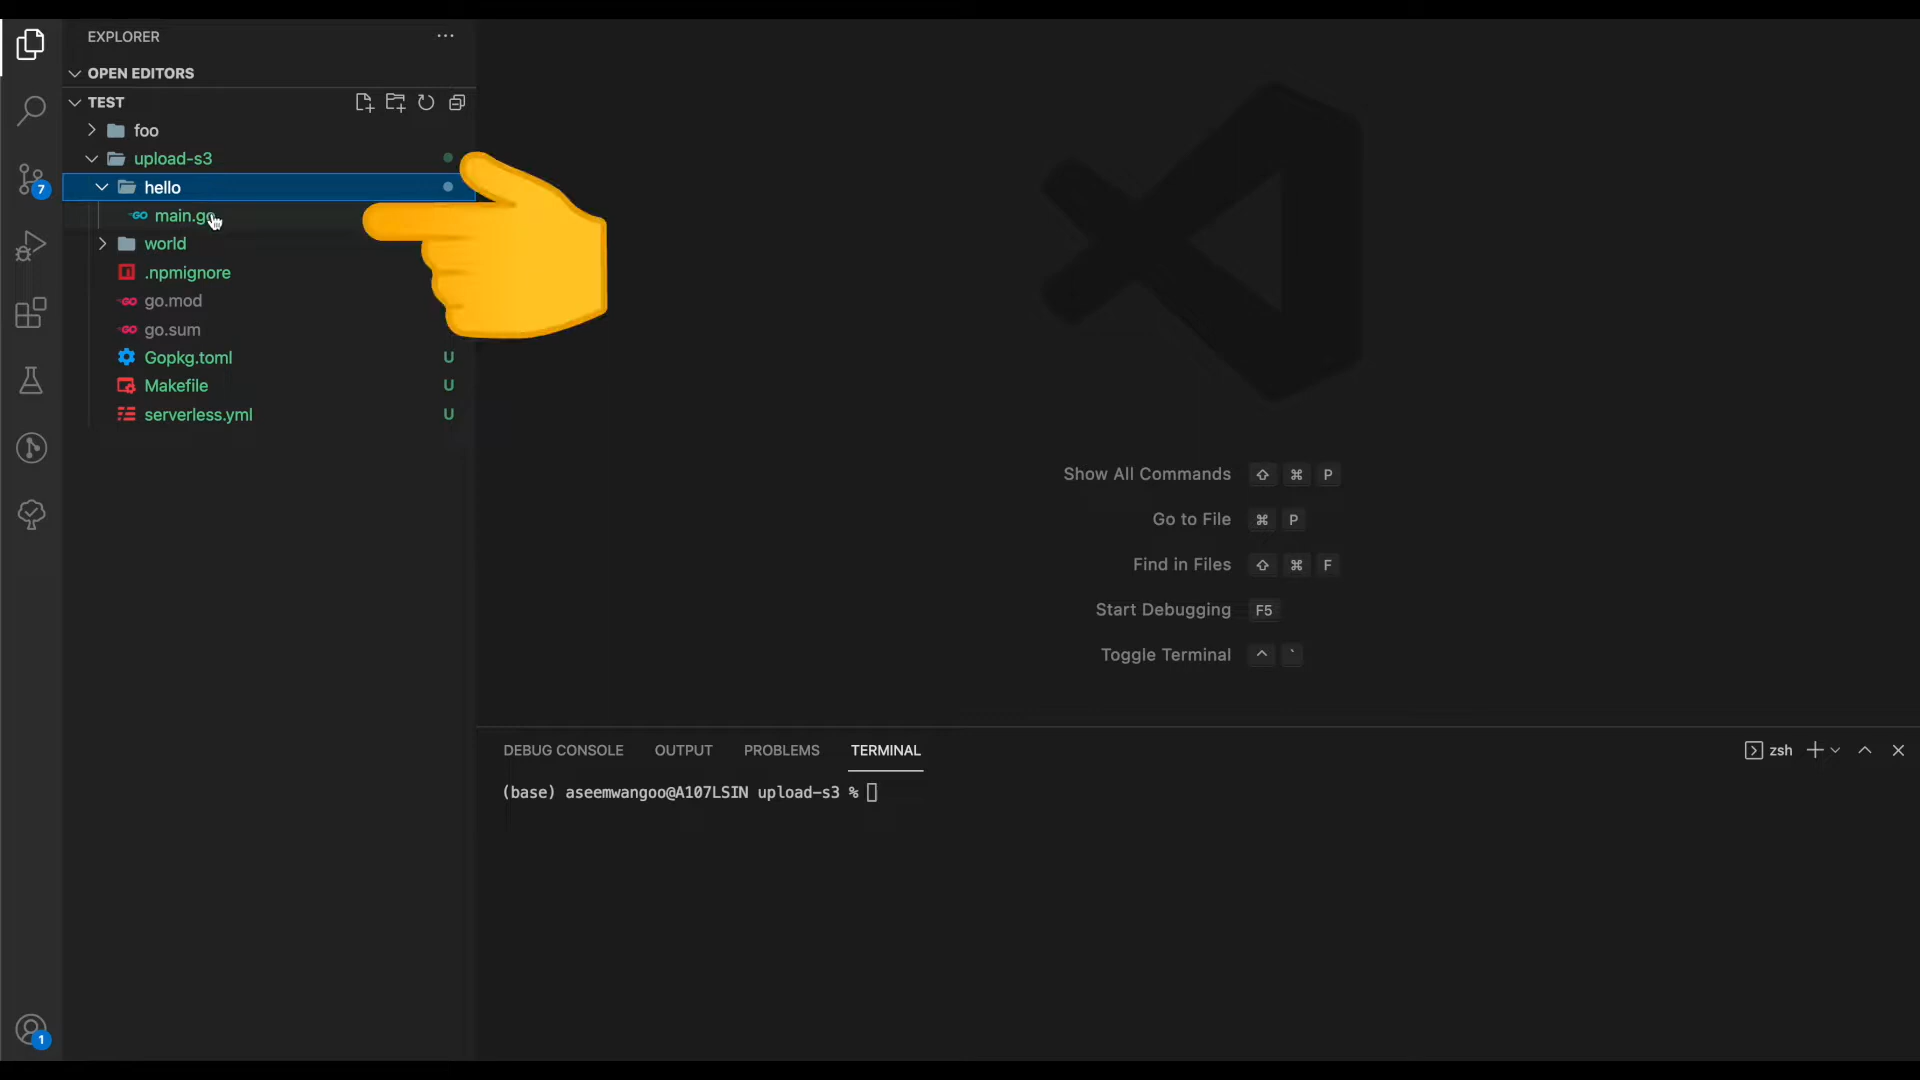 EXPLORER
OPEN EDITORS
TEST
foo
upload-s3
7
hello
main.go
world
.npmignore
go.mod
go.sum
Gopkg.toml U
Makefile U
serverless.yml U
Show All Commands ⇧ ⌘ P
Go to File ⌘ P
Find in Files ⇧ ⌘ F
Start Debugging F5
Toggle Terminal ^ `
DEBUG CONSOLE OUTPUT PROBLEMS TERMINAL zsh
(base) aseemwangoo@A107LSIN upload-s3 %
1